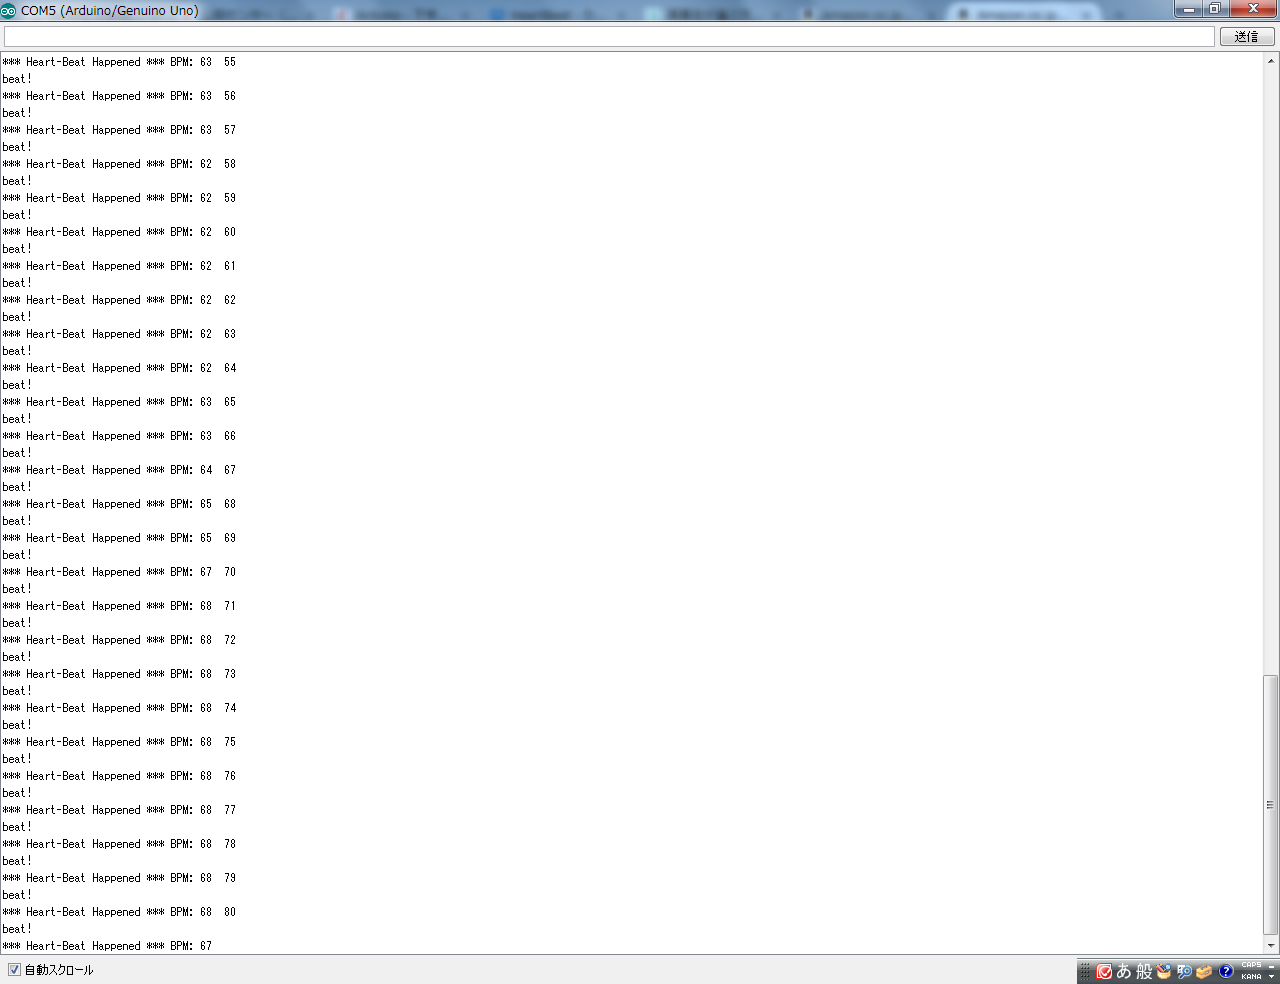 COM5 (Arduino/Genuino Uno)
送信
*** Heart-Beat Happened *** BPM: 63  55
beat!
*** Heart-Beat Happened *** BPM: 63  56
beat!
*** Heart-Beat Happened *** BPM: 63  57
beat!
*** Heart-Beat Happened *** BPM: 62  58
beat!
*** Heart-Beat Happened *** BPM: 62  59
beat!
*** Heart-Beat Happened *** BPM: 62  60
beat!
*** Heart-Beat Happened *** BPM: 62  61
beat!
*** Heart-Beat Happened *** BPM: 62  62
beat!
*** Heart-Beat Happened *** BPM: 62  63
beat!
*** Heart-Beat Happened *** BPM: 62  64
beat!
*** Heart-Beat Happened *** BPM: 63  65
beat!
*** Heart-Beat Happened *** BPM: 63  66
beat!
*** Heart-Beat Happened *** BPM: 64  67
beat!
*** Heart-Beat Happened *** BPM: 65  68
beat!
*** Heart-Beat Happened *** BPM: 65  69
beat!
*** Heart-Beat Happened *** BPM: 67  70
beat!
*** Heart-Beat Happened *** BPM: 68  71
beat!
*** Heart-Beat Happened *** BPM: 68  72
beat!
*** Heart-Beat Happened *** BPM: 68  73
beat!
*** Heart-Beat Happened *** BPM: 68  74
beat!
*** Heart-Beat Happened *** BPM: 68  75
beat!
*** Heart-Beat Happened *** BPM: 68  76
beat!
*** Heart-Beat Happened *** BPM: 68  77
beat!
*** Heart-Beat Happened *** BPM: 68  78
beat!
*** Heart-Beat Happened *** BPM: 68  79
beat!
*** Heart-Beat Happened *** BPM: 68  80
beat!
*** Heart-Beat Happened *** BPM: 67
自動スクロール
あ 般 CAPS
KANA